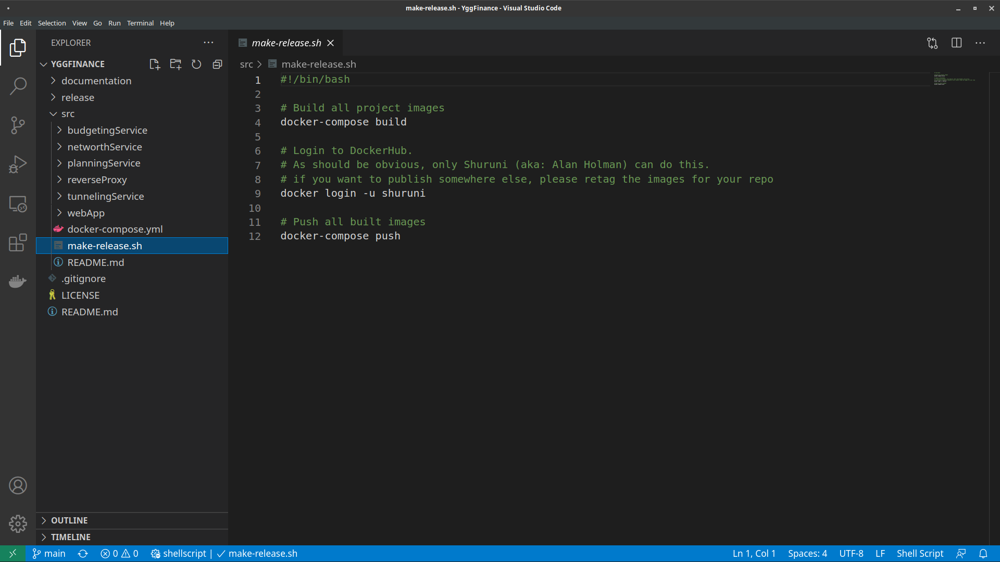 make-release.sh - YggFinance - Visual Studio Code
File Edit Selection View Go Run Terminal Help
EXPLORER
YGGFINANCE
documentation
release
src
budgetingService
networthService
planningService
reverseProxy
tunnelingService
webApp
docker-compose.yml
make-release.sh
README.md
.gitignore
LICENSE
README.md
OUTLINE
TIMELINE
make-release.sh
src > make-release.sh
1 #!/bin/bash
2
3 # Build all project images
4 docker-compose build
5
6 # Login to DockerHub.
7 # As should be obvious, only Shuruni (aka: Alan Holman) can do this.
8 # if you want to publish somewhere else, please retag the images for your repo
9 docker login -u shuruni
10
11 # Push all built images
12 docker-compose push
main 0 0 shellscript | ✓ make-release.sh Ln 1, Col 1 Spaces: 4 UTF-8 LF Shell Script